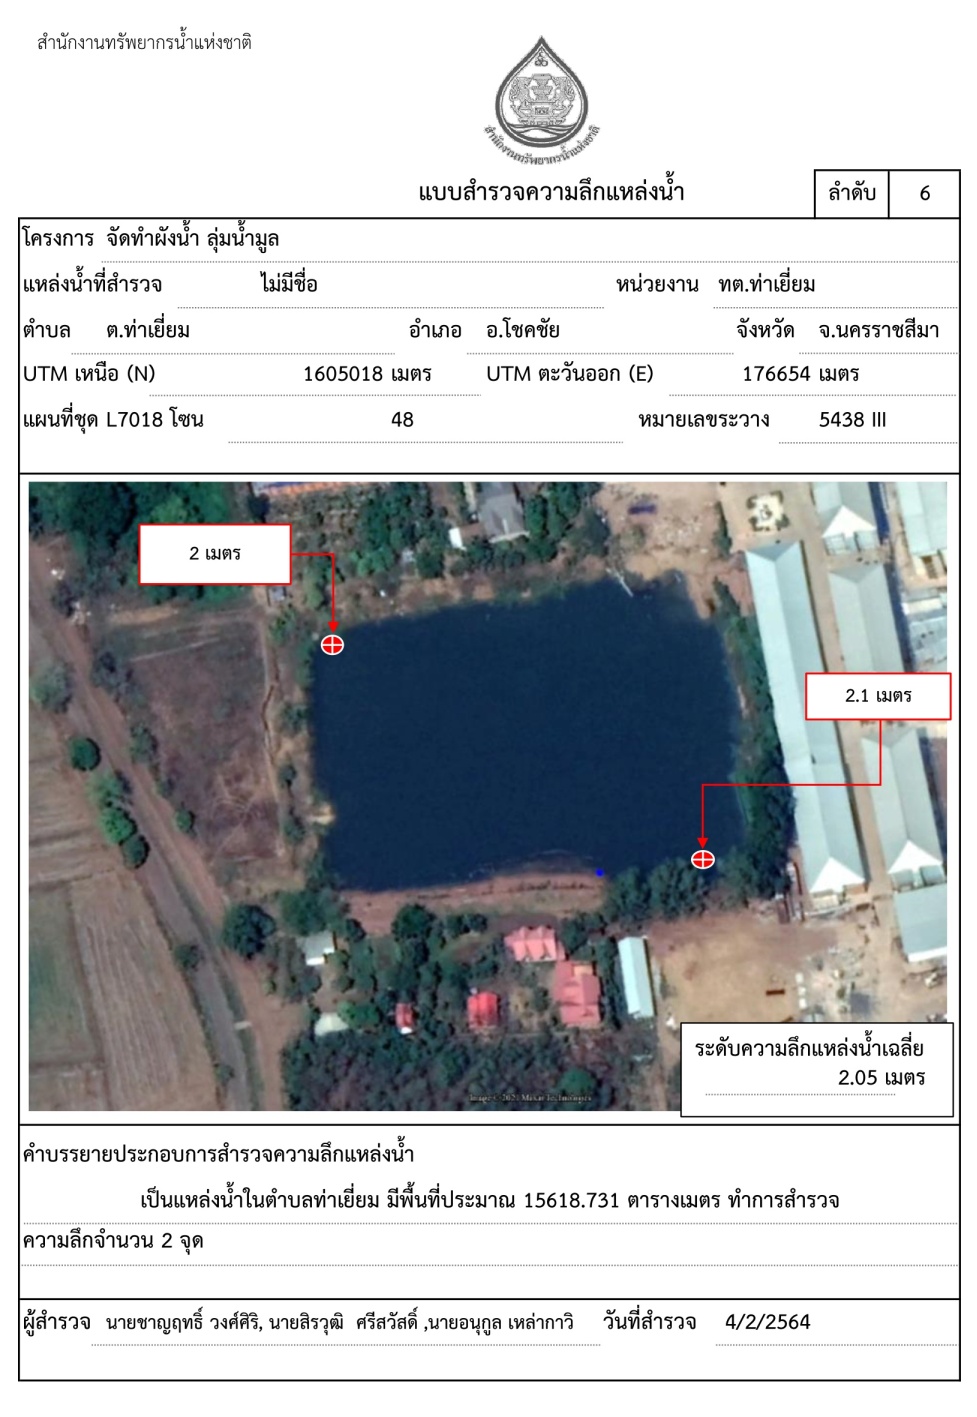 สำนักงานทรัพยากรน้ำแห่งชาติ
สำนักงานทรัพยากรน้ำแห่งชาติ
แบบสำรวจความลึกแหล่งน้ำ
ลำดับ 6
โครงการ จัดทำผังน้ำ ลุ่มน้ำมูล
แหล่งน้ำที่สำรวจ ไม่มีชื่อ หน่วยงาน ทต.ท่าเยี่ยม
ตำบล ต.ท่าเยี่ยม อำเภอ อ.โชคชัย จังหวัด จ.นครราชสีมา
UTM เหนือ (N) 1605018 เมตร UTM ตะวันออก (E) 176654 เมตร
แผนที่ชุด L7018 โซน 48 หมายเลขระวาง 5438 III
2 เมตร
2.1 เมตร
ระดับความลึกแหล่งน้ำเฉลี่ย
2.05 เมตร
Image © 2021 Maxar Technologies
คำบรรยายประกอบการสำรวจความลึกแหล่งน้ำ
เป็นแหล่งน้ำในตำบลท่าเยี่ยม มีพื้นที่ประมาณ 15618.731 ตารางเมตร ทำการสำรวจ
ความลึกจำนวน 2 จุด
ผู้สำรวจ นายชาญฤทธิ์ วงศ์ศิริ, นายสิรวุฒิ ศรีสวัสดิ์ ,นายอนุกูล เหล่ากาวี วันที่สำรวจ 4/2/2564